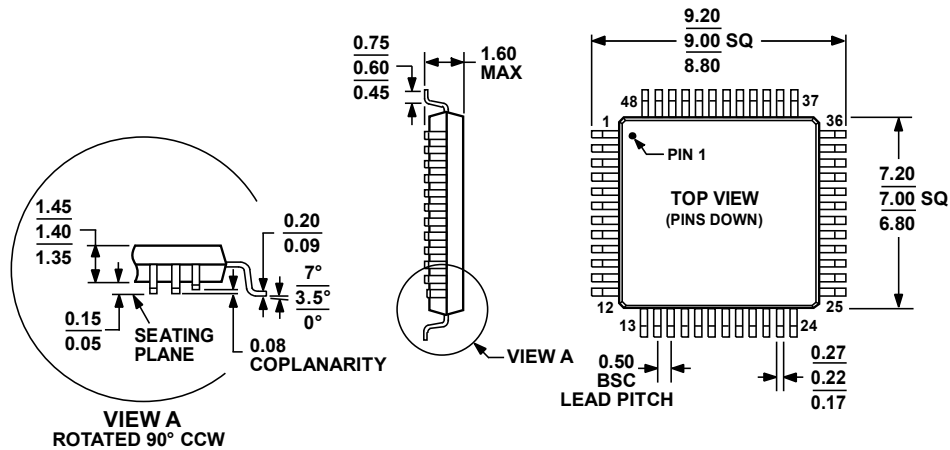 0.75
0.60
0.45
1.60
MAX
9.20
9.00 SQ
8.80
48
37
1
36
PIN 1
TOP VIEW
(PINS DOWN)
7.20
7.00 SQ
6.80
12
25
13
24
1.45
1.40
1.35
0.20
0.09
7°
3.5°
0°
0.15
0.05
SEATING
PLANE
0.08
COPLANARITY
VIEW A
ROTATED 90° CCW
VIEW A
0.50
BSC
LEAD PITCH
0.27
0.22
0.17